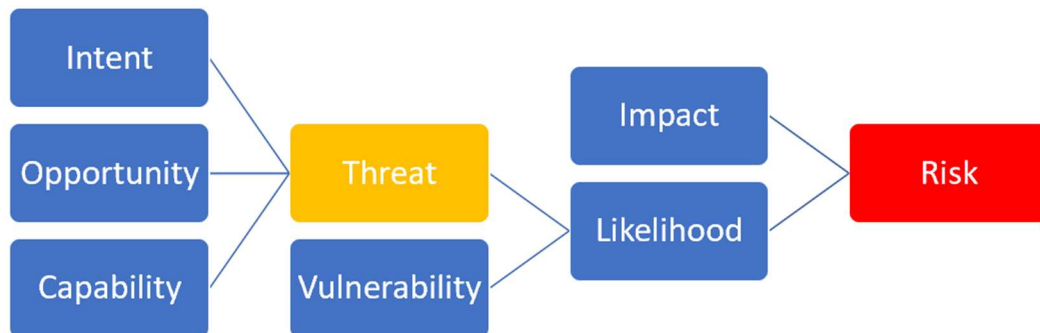 Intent
Opportunity
Capability
Threat
Vulnerability
Impact
Likelihood
Risk